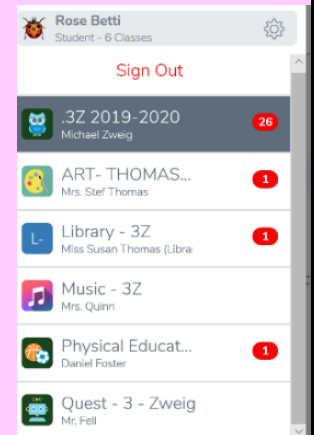 Rose Betti
Student - 6 Classes
Sign Out
.3Z 2019-2020
26
Michael Zweig
ART- THOMAS...
1
Mrs. Stef Thomas
L-
Library - 3Z
1
Miss Susan Thomas (Libra
Music - 3Z
Mrs. Quinn
Physical Educat...
1
Daniel Foster
Quest - 3 - Zweig
Mr. Fell